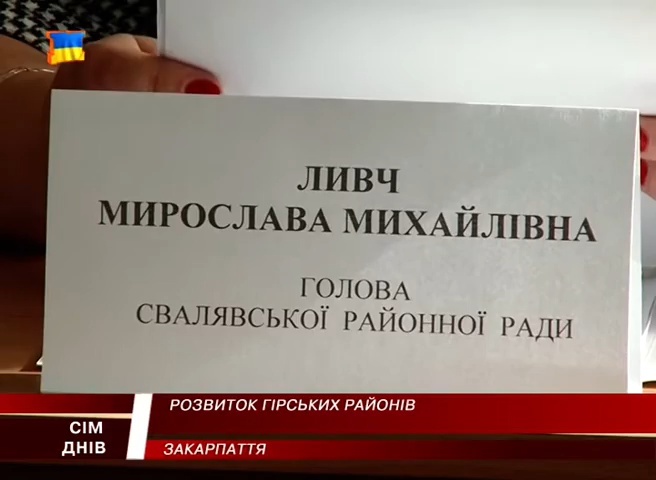 ЛИВЧ
МИРОСЛАВА МИХАЙЛІВНА
ГОЛОВА
СВАЛЯВСЬКОЇ РАЙОННОЇ РАДИ
РОЗВИТОК ГІРСЬКИХ РАЙОНІВ
СІМ
ДНІВ
ЗАКАРПАТТЯ